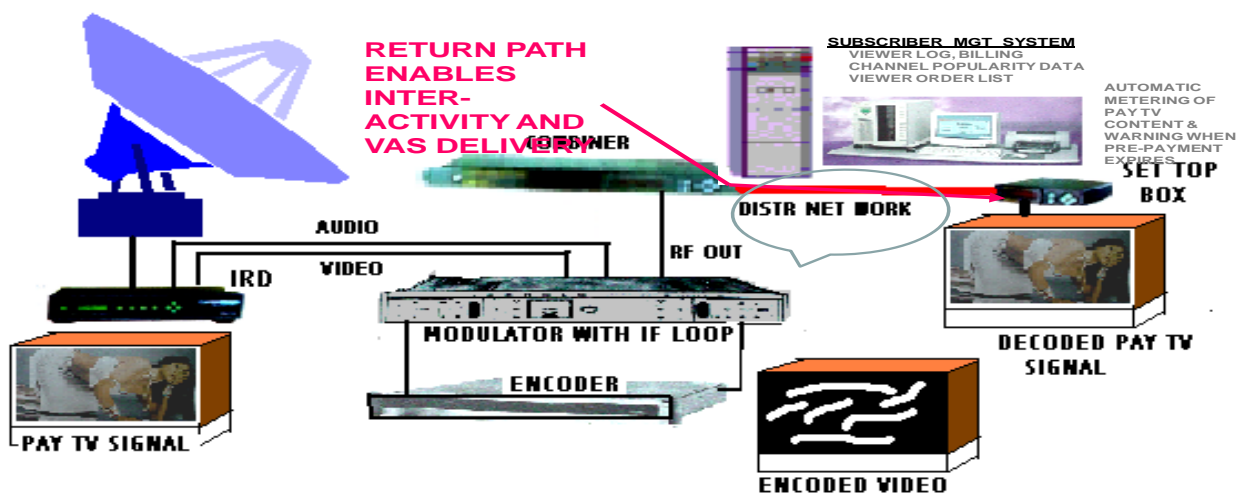 RETURN PATH
ENABLES
INTER-
ACTIVITY AND
VAS DELIVERY
COMBINER
SUBSCRIBER MGT SYSTEM
VIEWER LOG, BILLING
CHANNEL POPULARITY DATA
VIEWER ORDER LIST
AUTOMATIC
METERING OF
PAY TV
CONTENT &
WARNING WHEN
PRE-PAYMENT
EXPIRES
SET TOP
BOX
DISTR NET WORK
AUDIO
VIDEO
IRD
RF OUT
MODULATOR WITH IF LOOP
ENCODER
DECODED PAY TV
SIGNAL
PAY TV SIGNAL
ENCODED VIDEO